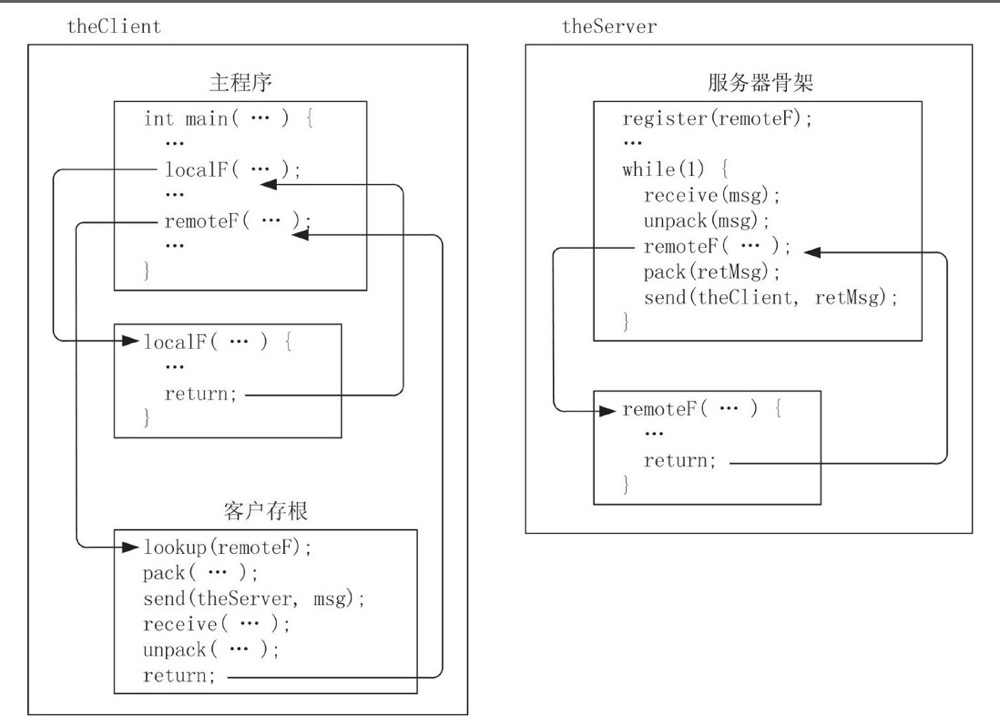 theClient
主程序
int main( … ) {
…
localF( … );
…
remoteF( … );
…
}
localF( … ) {
…
return;
}
客户存根
lookup(remoteF);
pack( … );
send(theServer, msg);
receive( … );
unpack( … );
return;
theServer
服务器骨架
register(remoteF);
…
while(1) {
receive(msg);
unpack(msg);
remoteF( … );
pack(retMsg);
send(theClient, retMsg);
}
remoteF( … ) {
…
return;
}